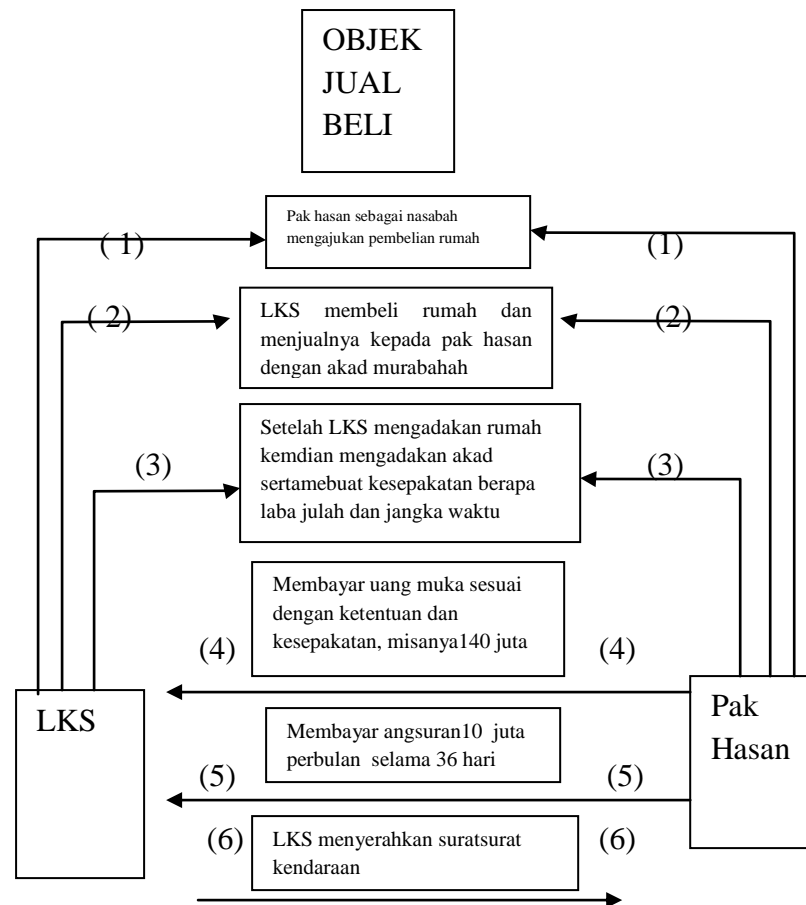 OBJEK
JUAL
BELI
Pak hasan sebagai nasabah
mengajukan pembelian rumah
( 1)
(1)
LKS membeli rumah dan
menjualnya kepada pak hasan
dengan akad murabahah
( 2)
(2)
Setelah LKS mengadakan rumah
kemdian mengadakan akad
sertamebuat kesepakatan berapa
laba julah dan jangka waktu
(3)
(3)
Membayar uang muka sesuai
dengan ketentuan dan
kesepakatan, misanya140 juta
(4)
(4)
LKS
Pak
Hasan
Membayar angsuran10 juta
perbulan selama 36 hari
(5)
(5)
(6)
LKS menyerahkan suratsurat
kendaraan
(6)